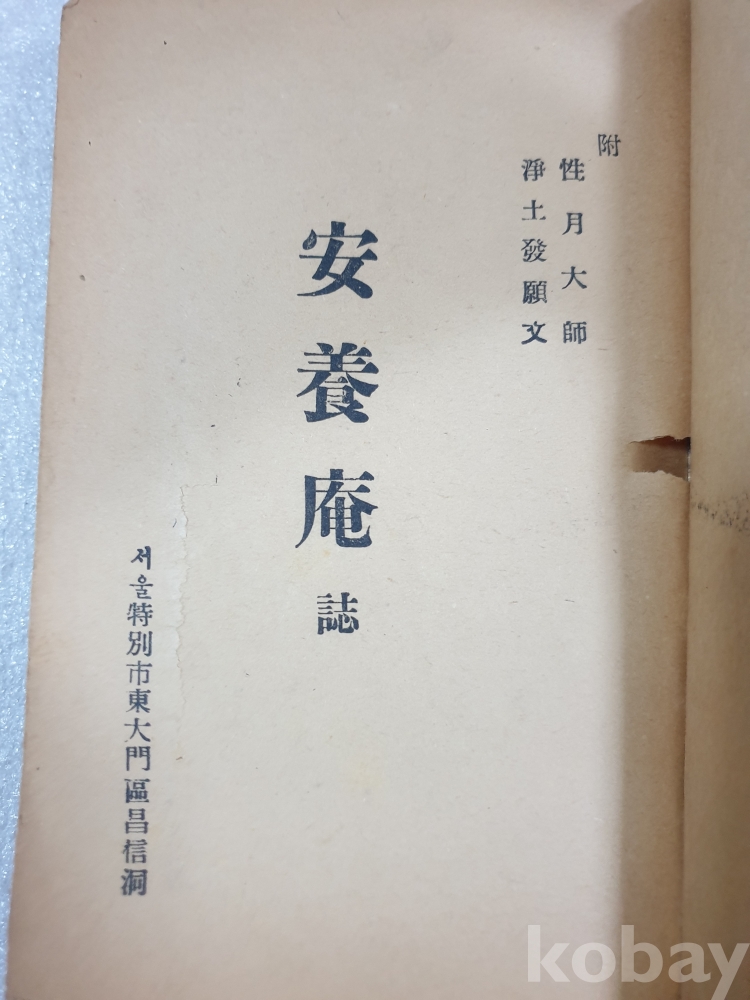 附
性月大師
淨土發願文
安養庵誌
서울特別市東大門區昌信洞
kobay